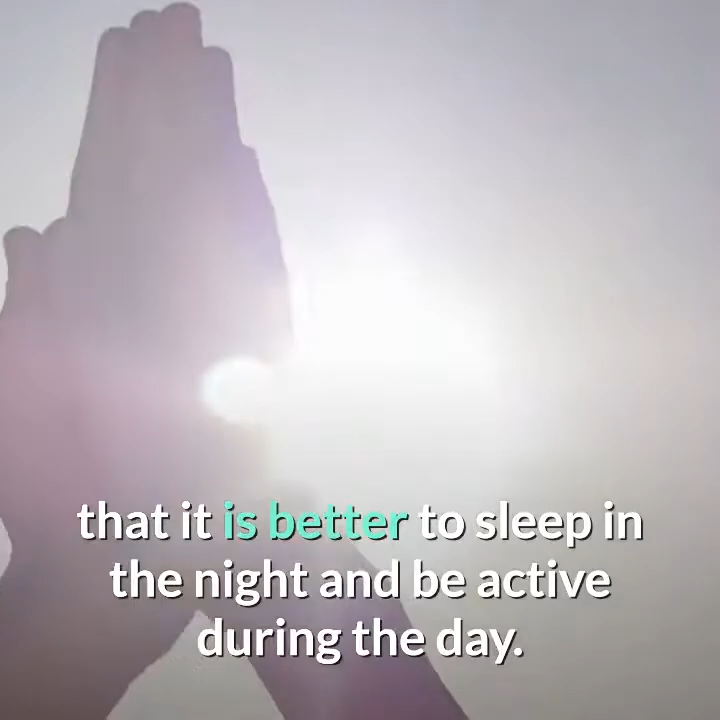 that it is better to sleep in
the night and be active
during the day.